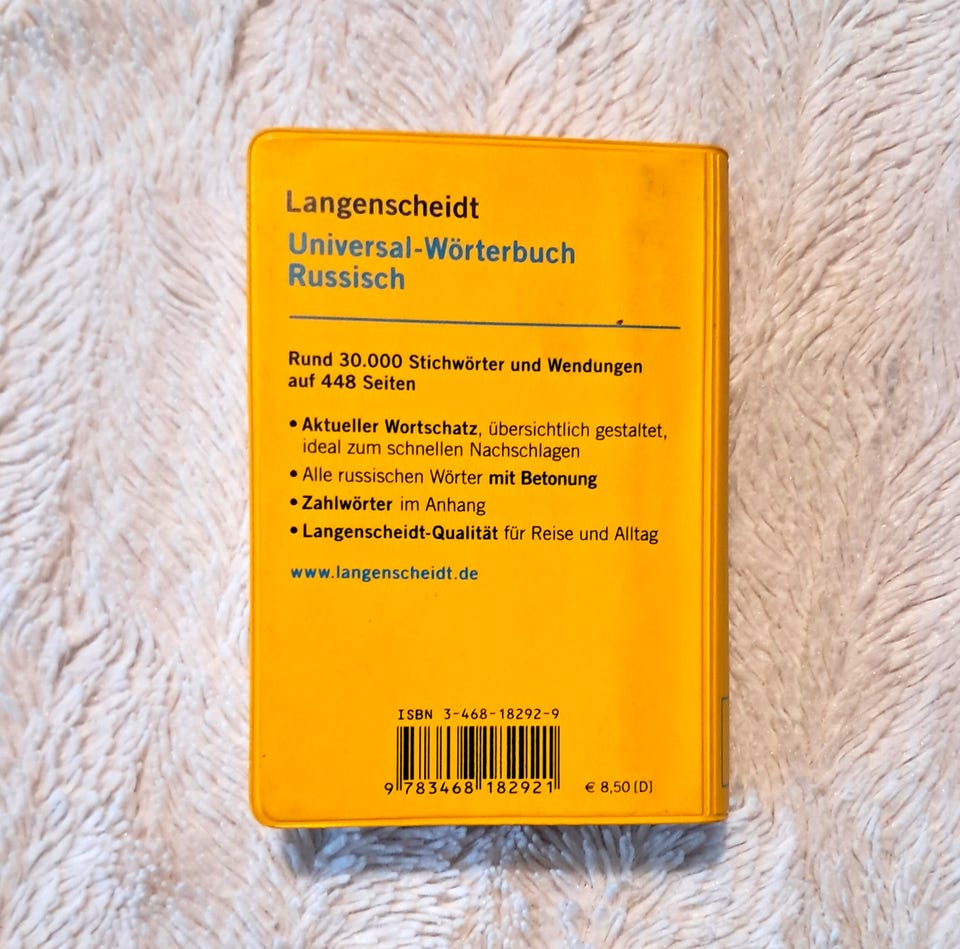 Langenscheidt
Universal-Wörterbuch
Russisch
Rund 30.000 Stichwörter und Wendungen
auf 448 Seiten
• Aktueller Wortschatz, übersichtlich gestaltet,
ideal zum schnellen Nachschlagen
• Alle russischen Wörter mit Betonung
• Zahlwörter im Anhang
• Langenscheidt-Qualität für Reise und Alltag
www.langenscheidt.de
ISBN 3-468-18292-9
9 783468 182921
€ 8,50 [D]